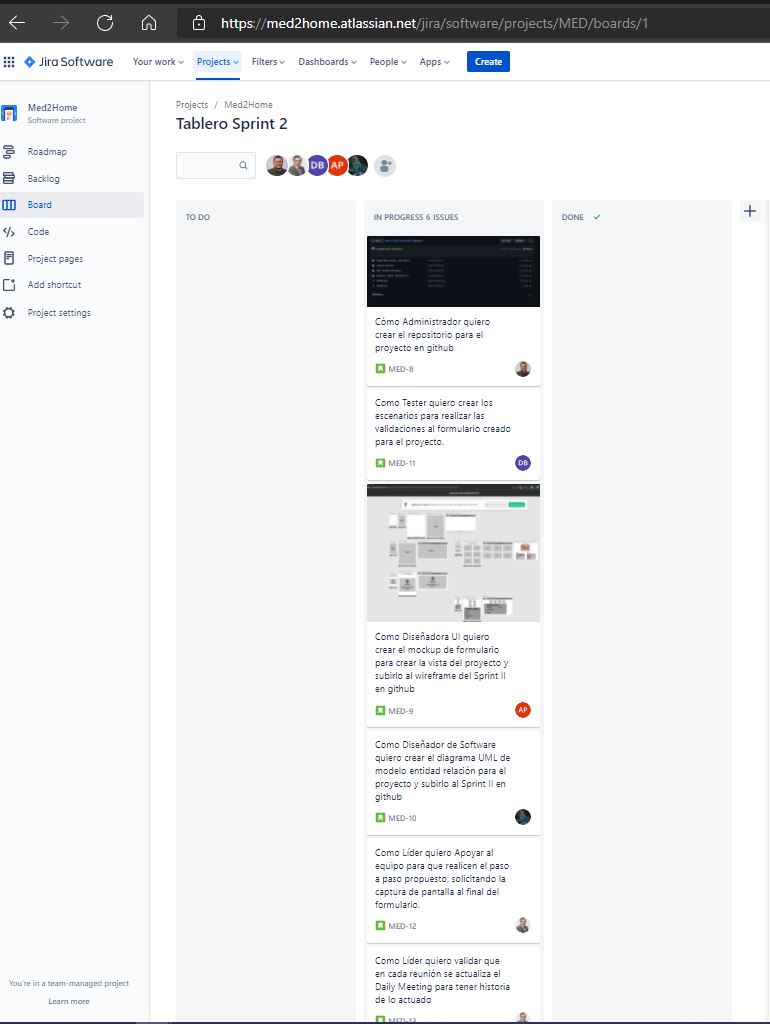 https://med2home.atlassian.net/jira/software/projects/MED/boards/1
Jira Software Your work Projects Filters Dashboards People Apps Create
Med2Home
Software project
Roadmap
Backlog
Board
Code
Project pages
Add shortcut
Project settings
You're in a team-managed project
Learn more
Projects / Med2Home
Tablero Sprint 2
DB AP
TO DO
IN PROGRESS 6 ISSUES
Cómo Administrador quiero
crear el repositorio para el
proyecto en github
MED-8
Como Tester quiero crear los
escenarios para realizar las
validaciones al formulario creado
para el proyecto.
MED-11 DB
Como Diseñadora UI quiero
crear el mockup de formulario
para crear la vista del proyecto y
subirlo al wireframe del Sprint II
en github
MED-9 AP
Como Diseñador de Software
quiero crear el diagrama UML de
modelo entidad relación para el
proyecto y subirlo al Sprint II en
github
MED-10
Como Líder quiero Apoyar al
equipo para que realicen el paso
a paso propuesto, solicitando la
captura de pantalla al final del
formulario.
MED-12
Como Líder quiero validar que
en cada reunión se actualiza el
Daily Meeting para tener historia
de lo actuado
MED-13
DONE